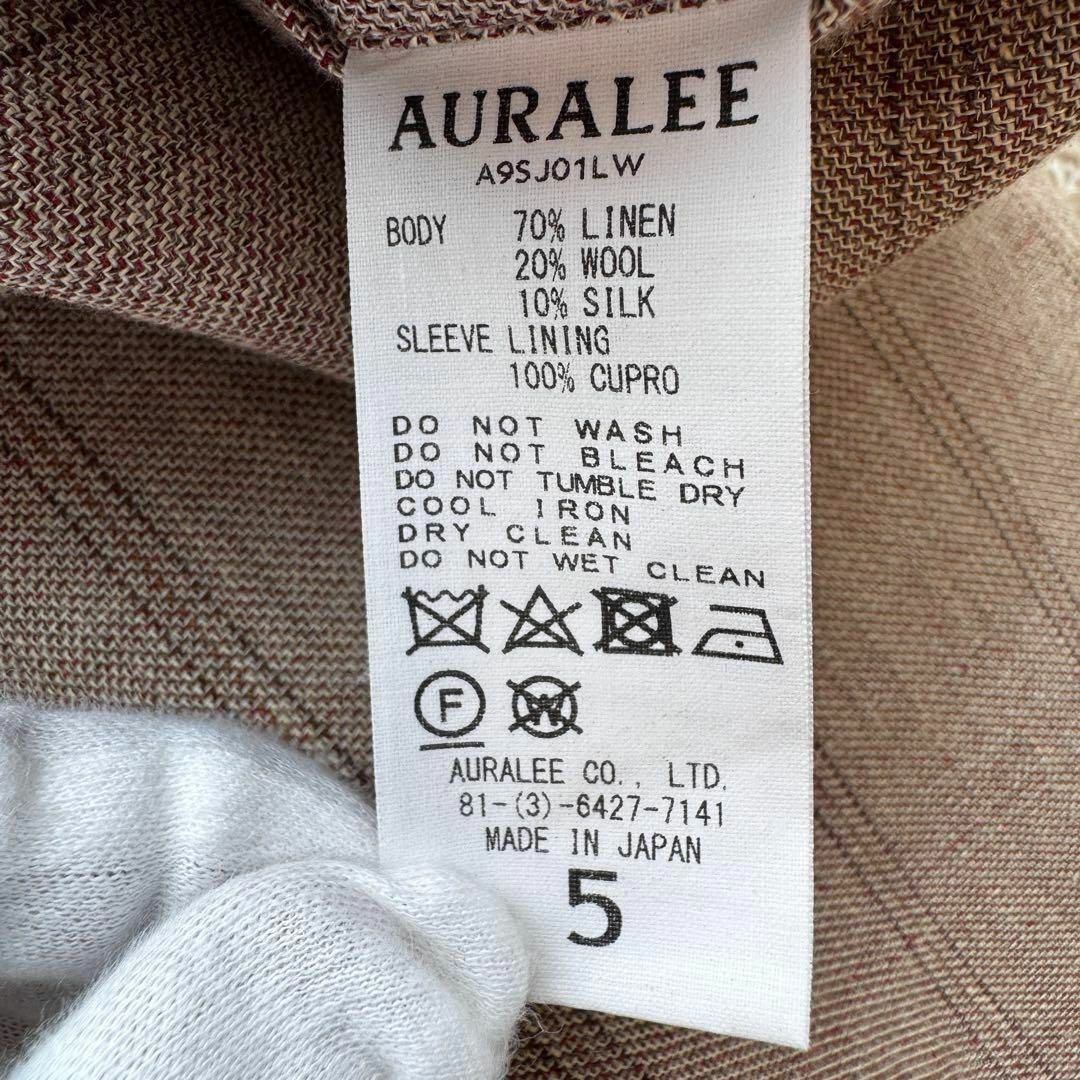 AURALEE
A9SJ01LW
BODY 70% LINEN
20% WOOL
10% SILK
SLEEVE LINING
100% CUPRO
DO NOT WASH
DO NOT BLEACH
DO NOT TUMBLE DRY
COOL IRON
DRY CLEAN
DO NOT WET CLEAN
F W
AURALEE CO., LTD.
81-(3)-6427-7141
MADE IN JAPAN
5